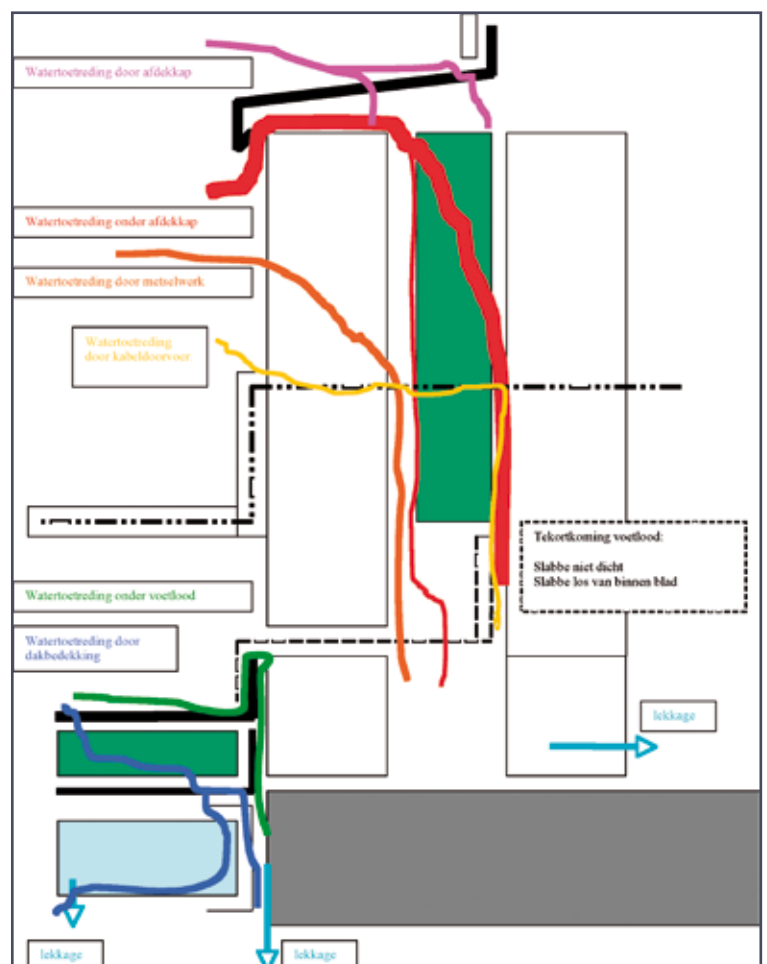 Watertoetreding door afdekkap
Watertoetreding onder afdekkap
Watertoetreding door metselwerk
Watertoetreding
door kabeldoorvoer
Tekortkoming voetlood:
Slabbe niet dicht
Slabbe los van binnen blad
Watertoetreding onder voetlood
Watertoetreding door
dakbedekking
lekkage
lekkage
lekkage